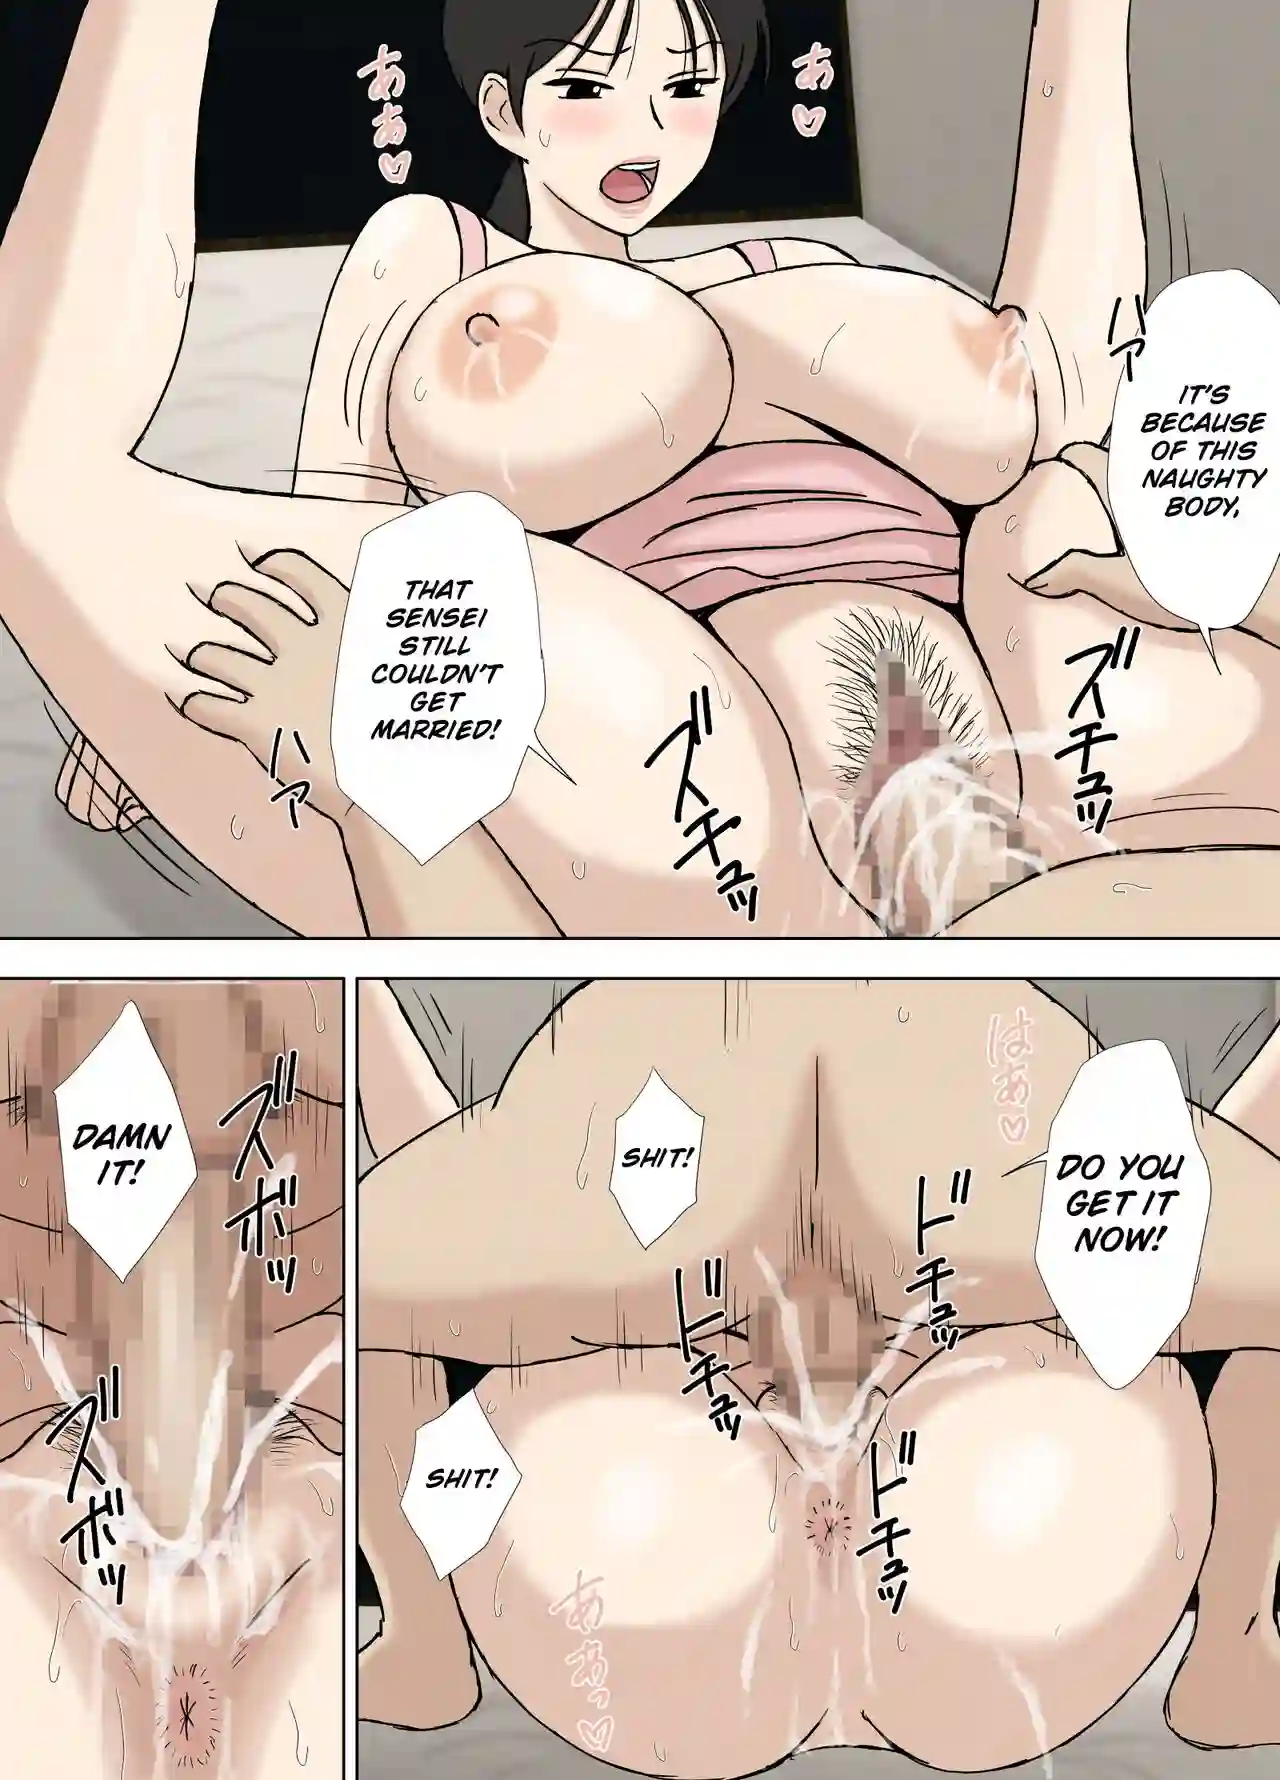 あぁあ♡
あ♡
ハァ
IT'S
BECAUSE
OF THIS
NAUGHTY
BODY,
THAT
SENSEI
STILL
COULDN'T
GET
MARRIED!
ハァ
ズチュッ
ズチュッ
DO YOU
GET IT
NOW!
はぁ♡
SHIT!
ドチュッ
ドチュッ
ドチュッ
SHIT!
あぁっ♡
DAMN
IT!
ズボッ
ズボッ